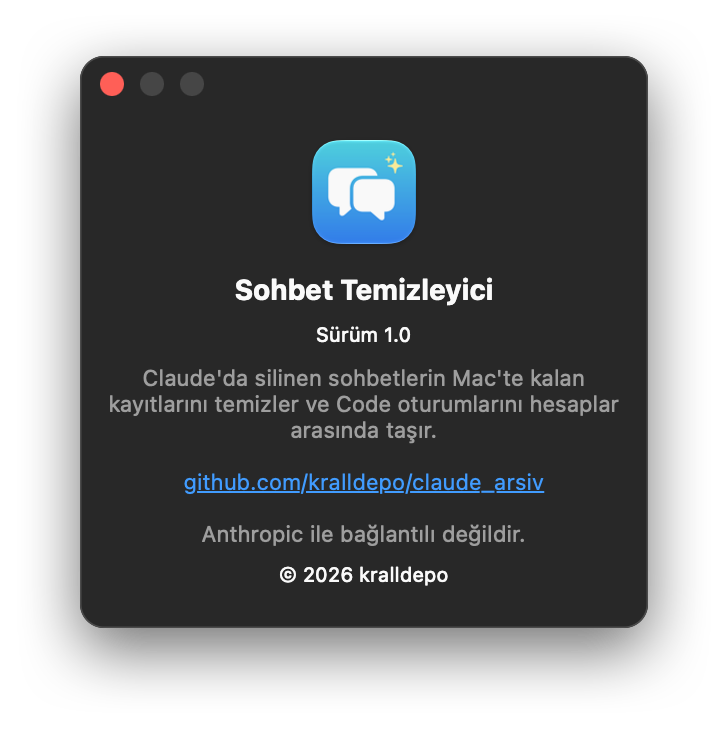 Sohbet Temizleyici
Sürüm 1.0
Claude'da silinen sohbetlerin Mac'te kalan
kayıtlarını temizler ve Code oturumlarını hesaplar
arasında taşır.
github.com/kralldepo/claude_arsiv
Anthropic ile bağlantılı değildir.
© 2026 kralldepo